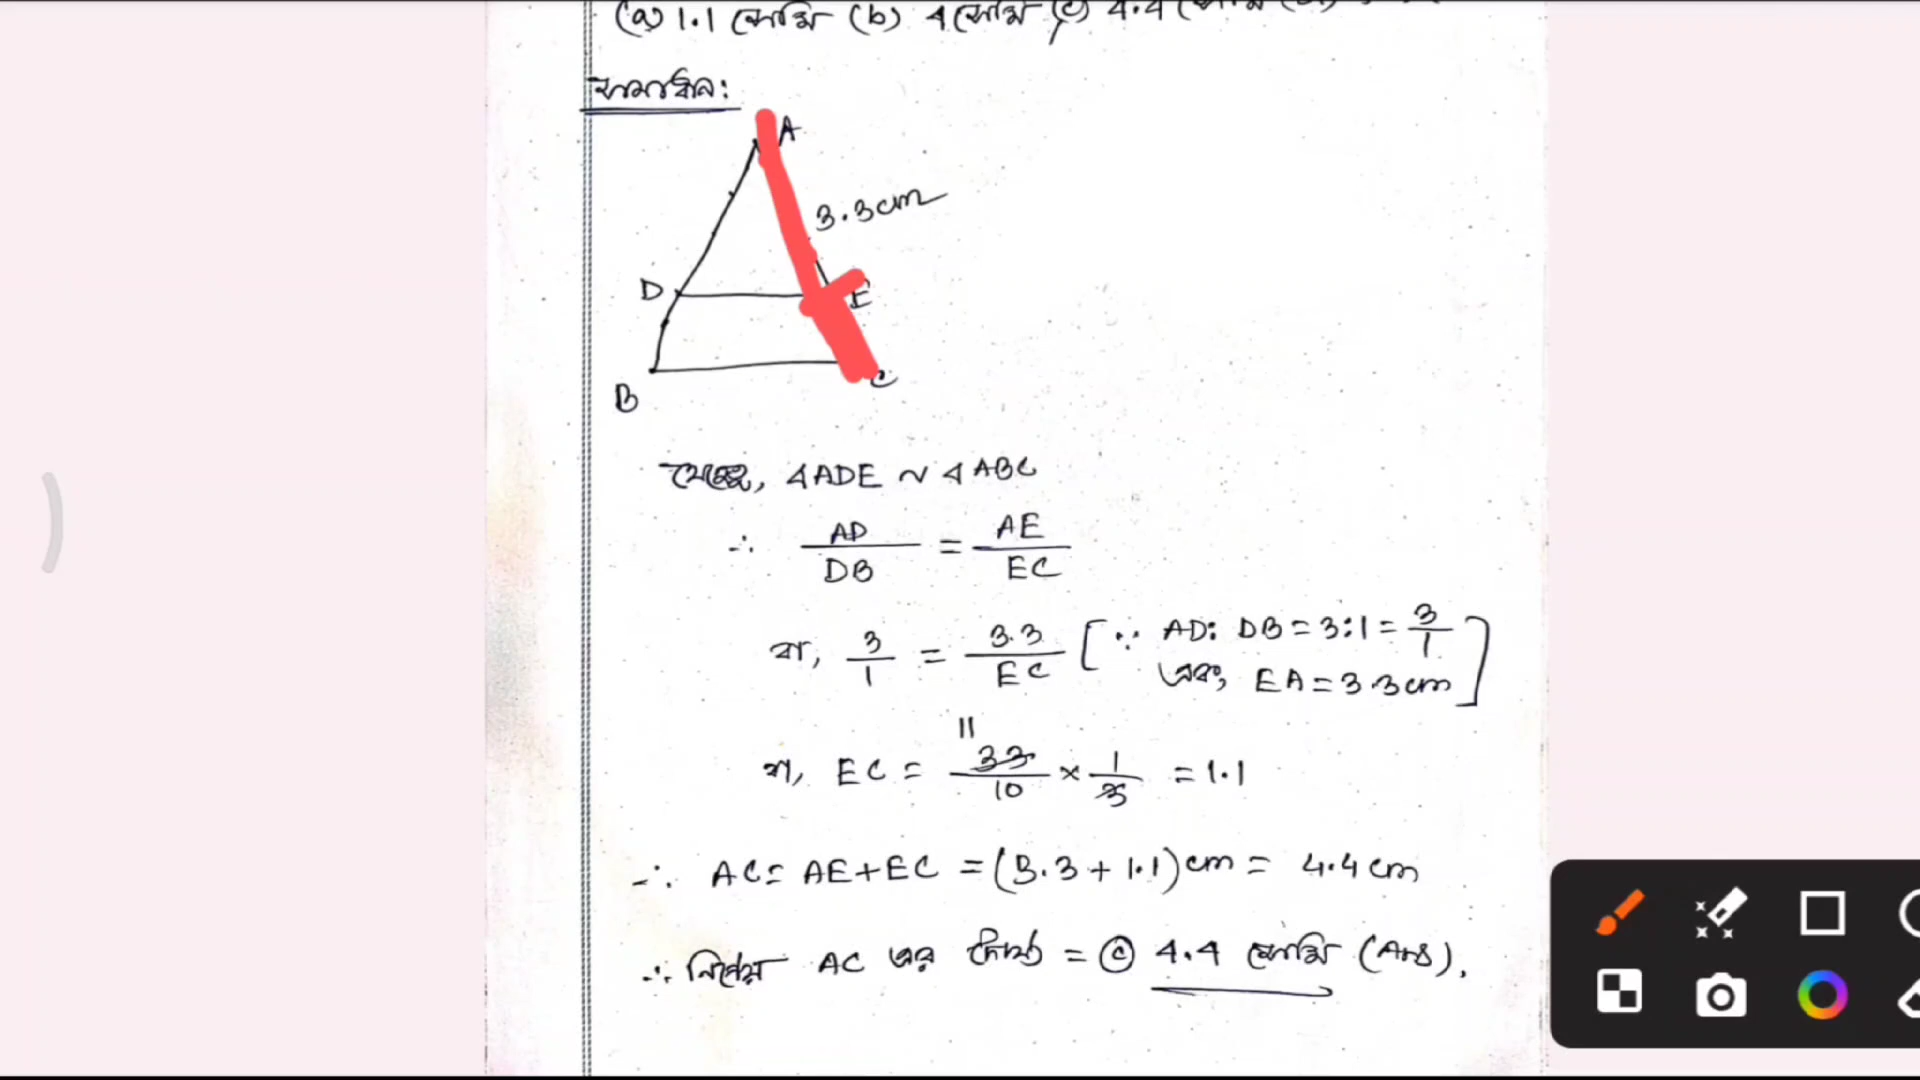 (a) 1.1 সেমি (b) 4 সেমি (c) 4.4
সমাধান:
A
3.3cm
D
E
B
C
যেহেতু, ∆ADE ~ ∆ABC
∴ AD/DB = AE/EC
বা, 3/1 = 3.3/EC [∵ AD: DB = 3:1 = 3/1
এবং, EA = 3.3cm]
11
বা, EC = 33/10 × 1/3 = 1.1
∴ AC = AE+EC = (3.3 + 1.1) cm = 4.4 cm
∴ নির্ণেয় AC এর দৈর্ঘ্য = (c) 4.4 সেমি (Ans).